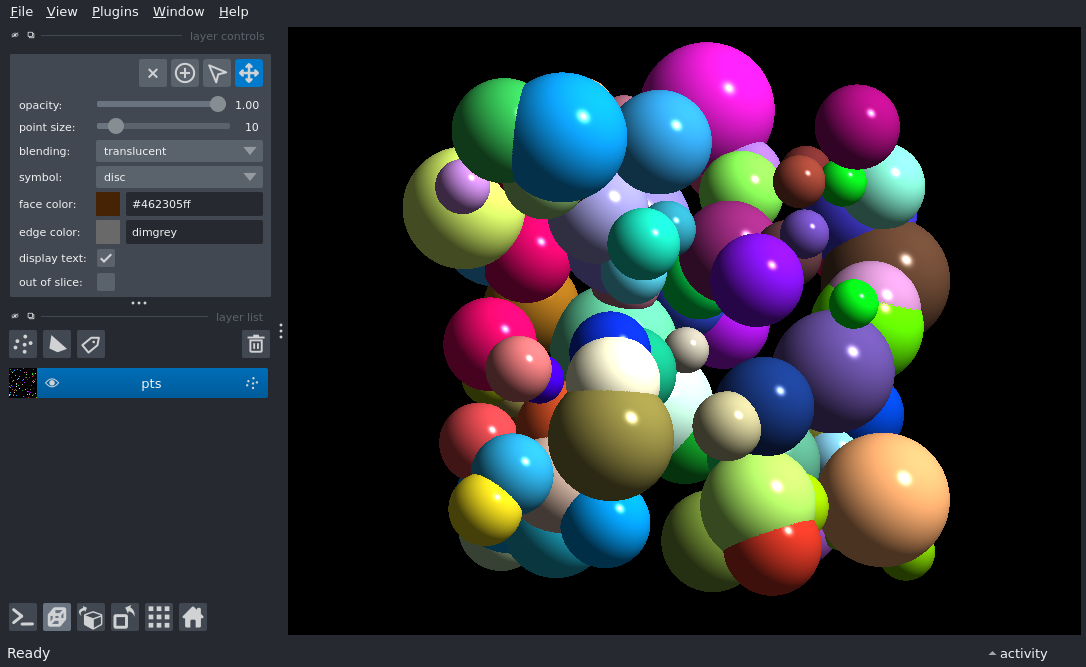 File View Plugins Window Help
layer controls
opacity: 1.00
point size: 10
blending: translucent
symbol: disc
face color: #462305ff
edge color: dimgrey
display text:
out of slice:
layer list
pts
Ready
activity